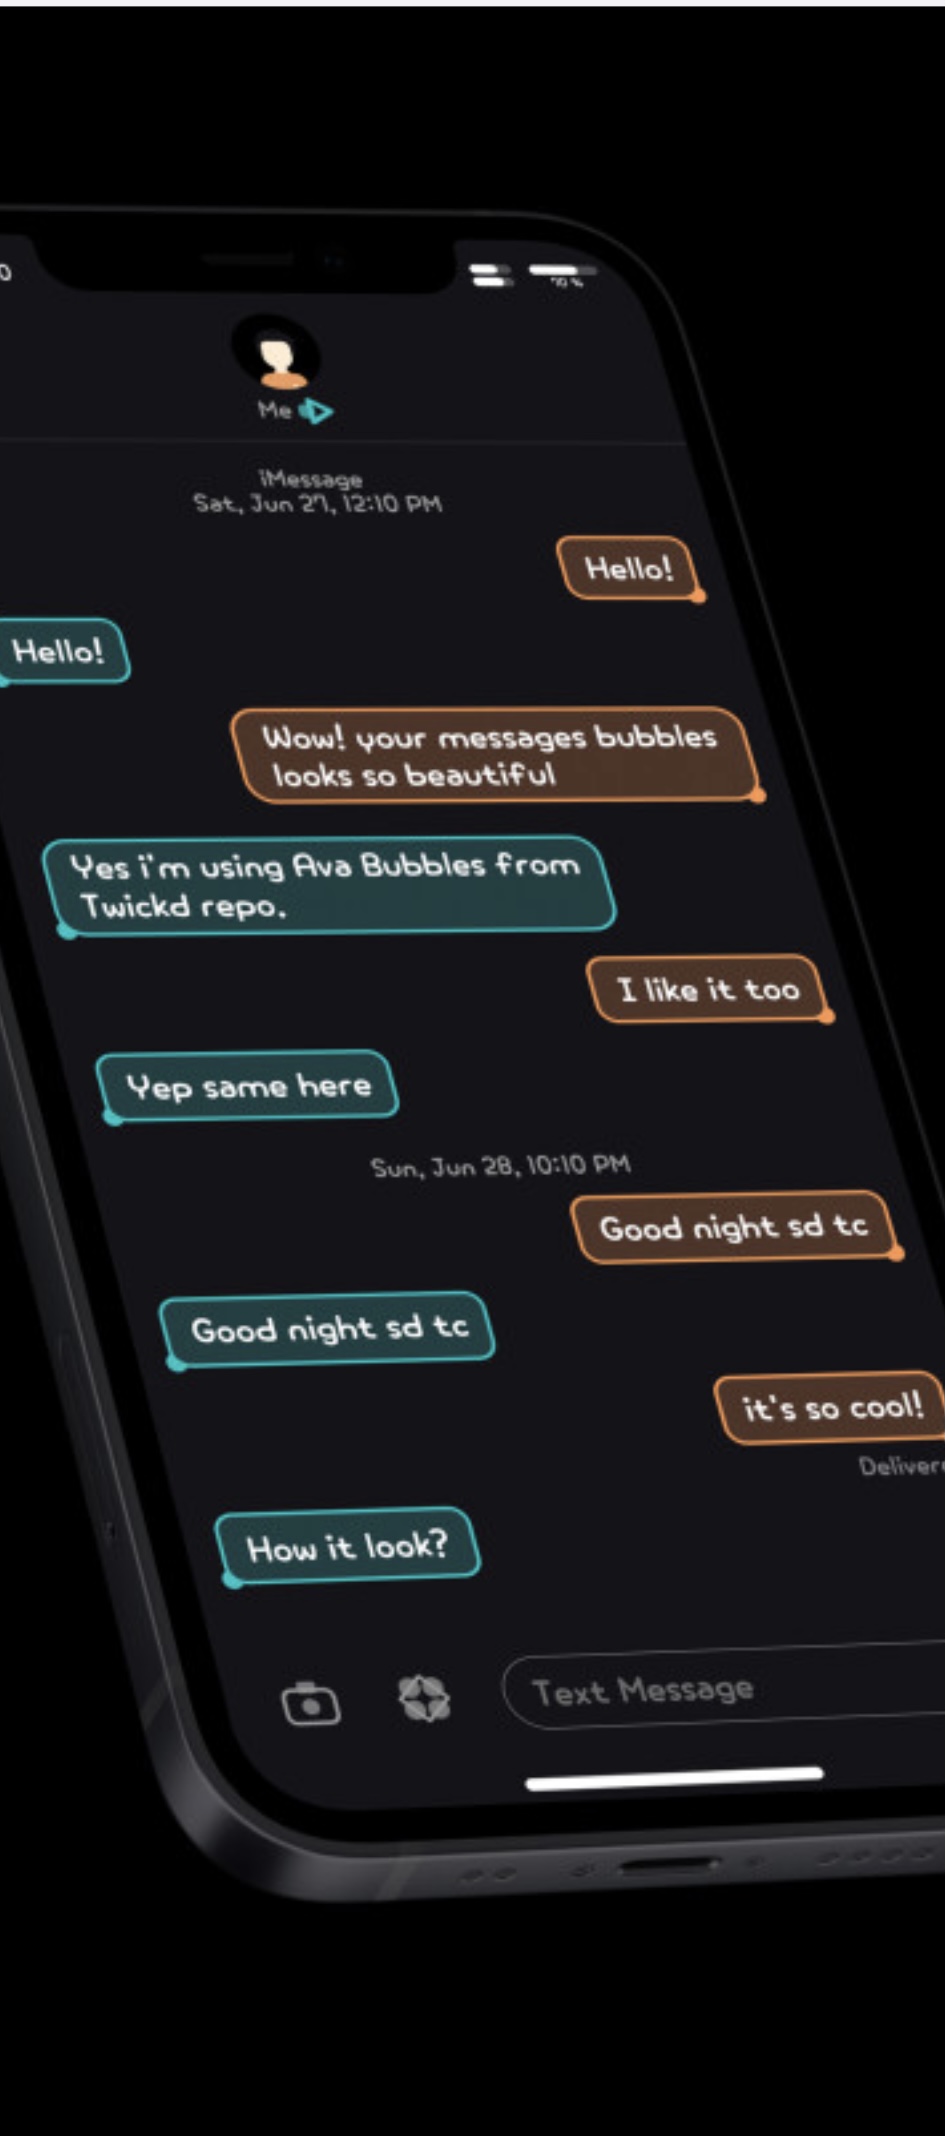 0
70 %
Me
iMessage
Sat, Jun 27, 12:10 PM
Hello!
Hello!
Wow! your messages bubbles
looks so beautiful
Yes i'm using Ava Bubbles from
Twickd repo.
I like it too
Yep same here
Sun, Jun 28, 10:10 PM
Good night sd tc
Good night sd tc
it's so cool!
Deliver
How it look?
Text Message